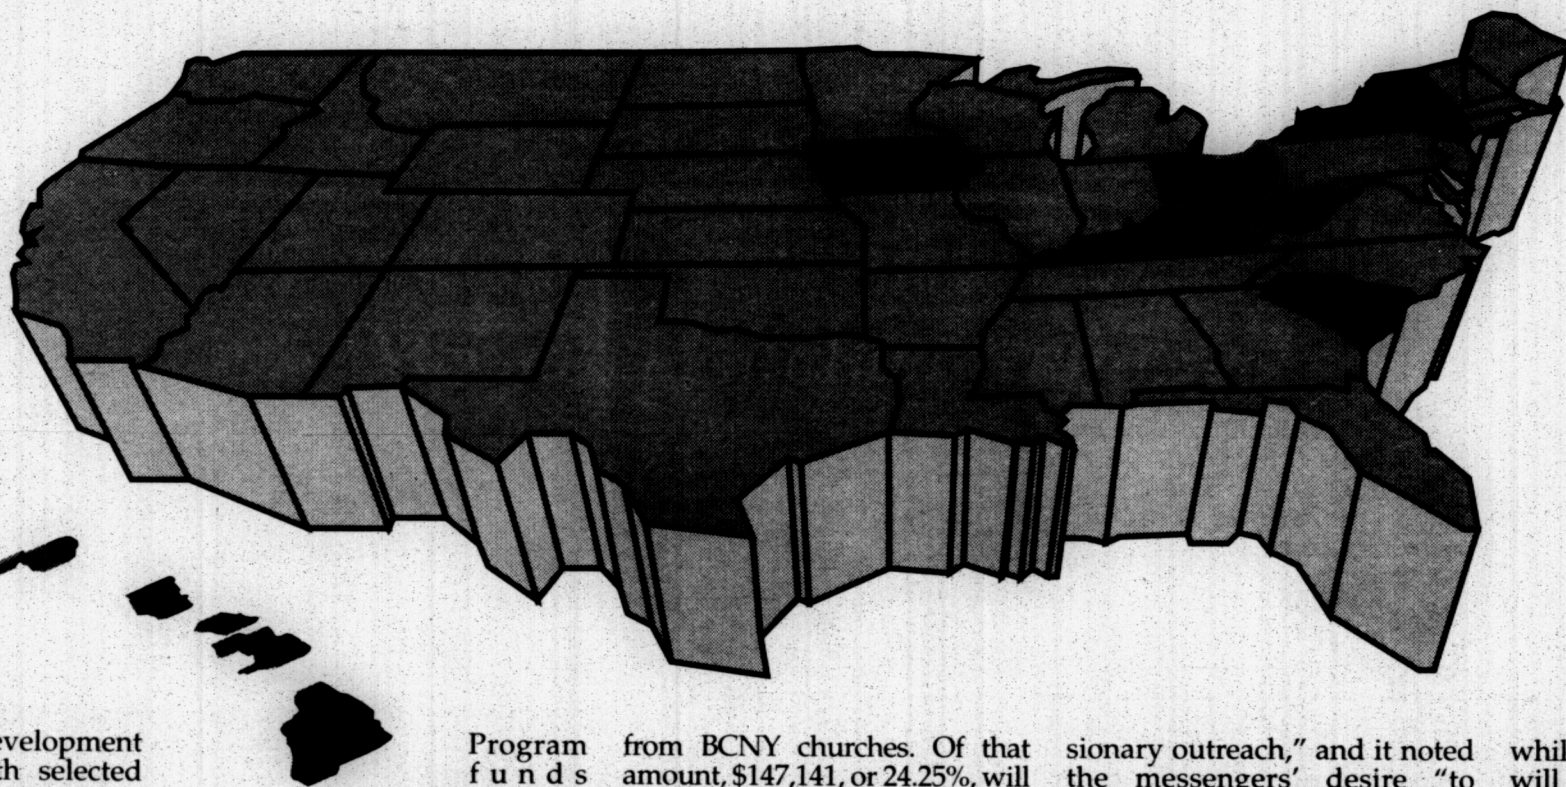 evelopment
th selected
Program
funds
from BCNY churches. Of that
amount, $147,141, or 24.25%, will
sionary outreach,” and it noted
the messengers’ desire “to
whil
will